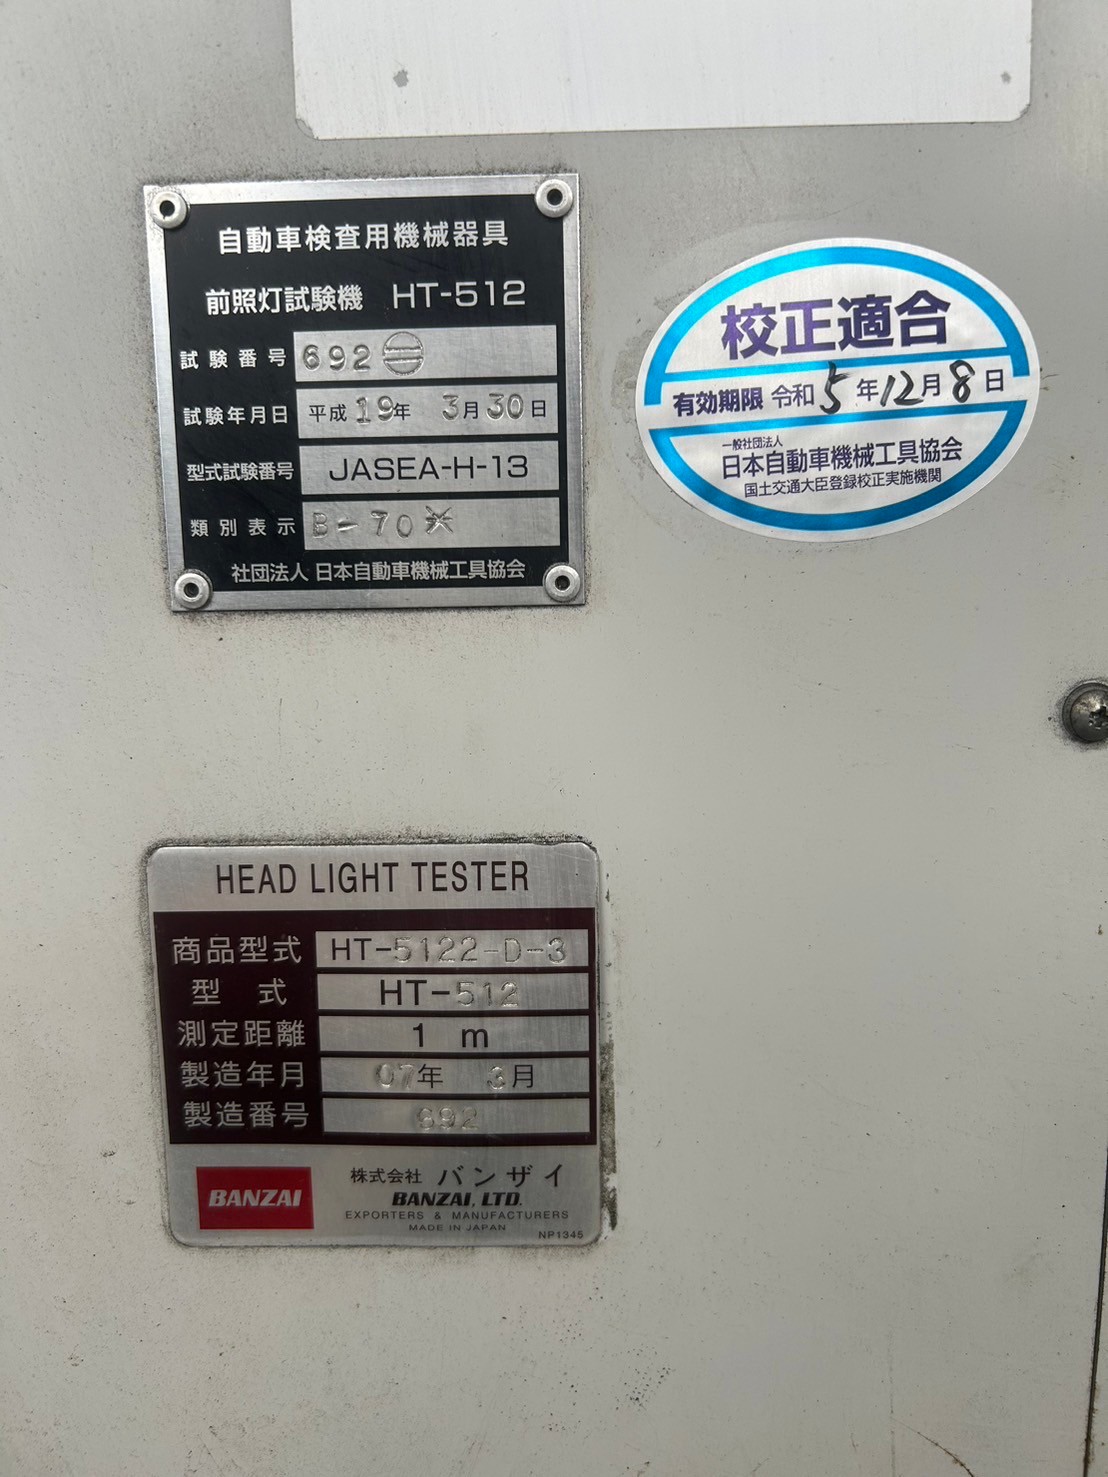 自動車検査用機械器具
前照灯試験機 HT-512
試験番号 692
試験年月日 平成 19年 3月 30日
型式試験番号 JASEA-H-13
類別表示 B-70
社団法人 日本自動車機械工具協会
校正適合
有効期限 令和 5 年 12 月 8 日
一般社団法人
日本自動車機械工具協会
国土交通大臣登録校正実施機関
HEAD LIGHT TESTER
商品型式 HT-5122-D-3
型式 HT-512
測定距離 1 m
製造年月 07年 3月
製造番号 692
BANZAI
株式会社 バンザイ
BANZAI, LTD.
EXPORTERS & MANUFACTURERS
MADE IN JAPAN
NP1345